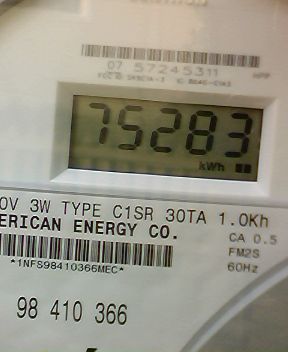 07 57245311
HPP
75283
kWh
0V 3W TYPE C1SR 30TA 1.0Kh
ERICAN ENERGY CO.
CA 0.5
FM2S
60Hz
*1NFS98410366MEC*
98 410 366